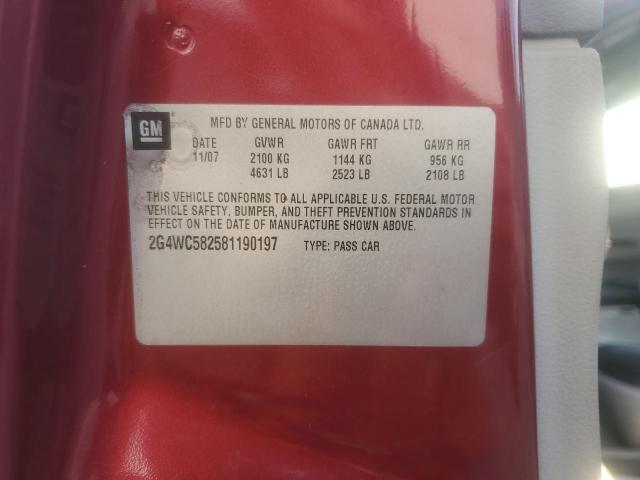 GM
MFD BY GENERAL MOTORS OF CANADA LTD.
DATE GVWR GAWR FRT GAWR RR
11/07 2100 KG 1144 KG 956 KG
4631 LB 2523 LB 2108 LB
THIS VEHICLE CONFORMS TO ALL APPLICABLE U.S. FEDERAL MOTOR
VEHICLE SAFETY, BUMPER, AND THEFT PREVENTION STANDARDS IN
EFFECT ON THE DATE OF MANUFACTURE SHOWN ABOVE.
2G4WC582581190197 TYPE: PASS CAR